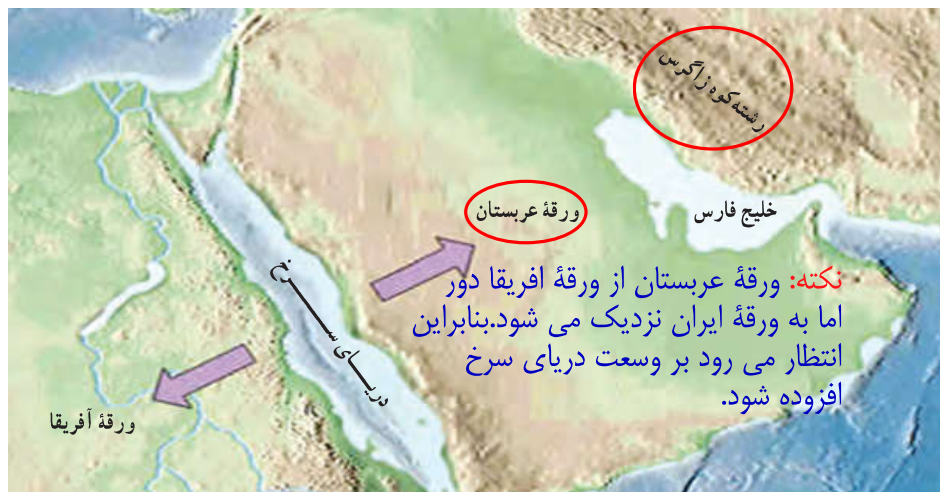 رشته‌کوه زاگرس
ورقهٔ عربستان
خلیج فارس
دریای سرخ
نکته: ورقهٔ عربستان از ورقهٔ افریقا دور
اما به ورقهٔ ایران نزدیک می شود.بنابراین
انتظار می رود بر وسعت دریای سرخ
افزوده شود.
ورقهٔ آفریقا